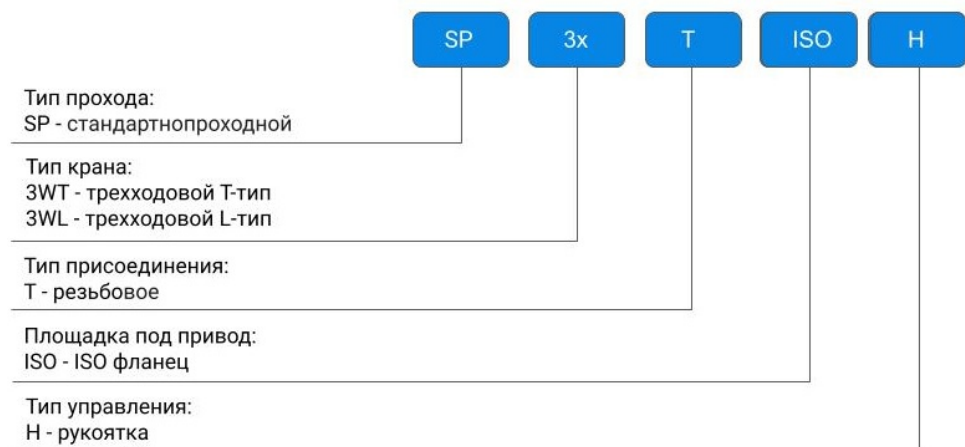 SP 3x T ISO H
Тип прохода:
SP - стандартнопроходной
Тип крана:
3WT - трехходовой Т-тип
3WL - трехходовой L-тип
Тип присоединения:
Т - резьбовое
Площадка под привод:
ISO - ISO фланец
Тип управления:
Н - рукоятка